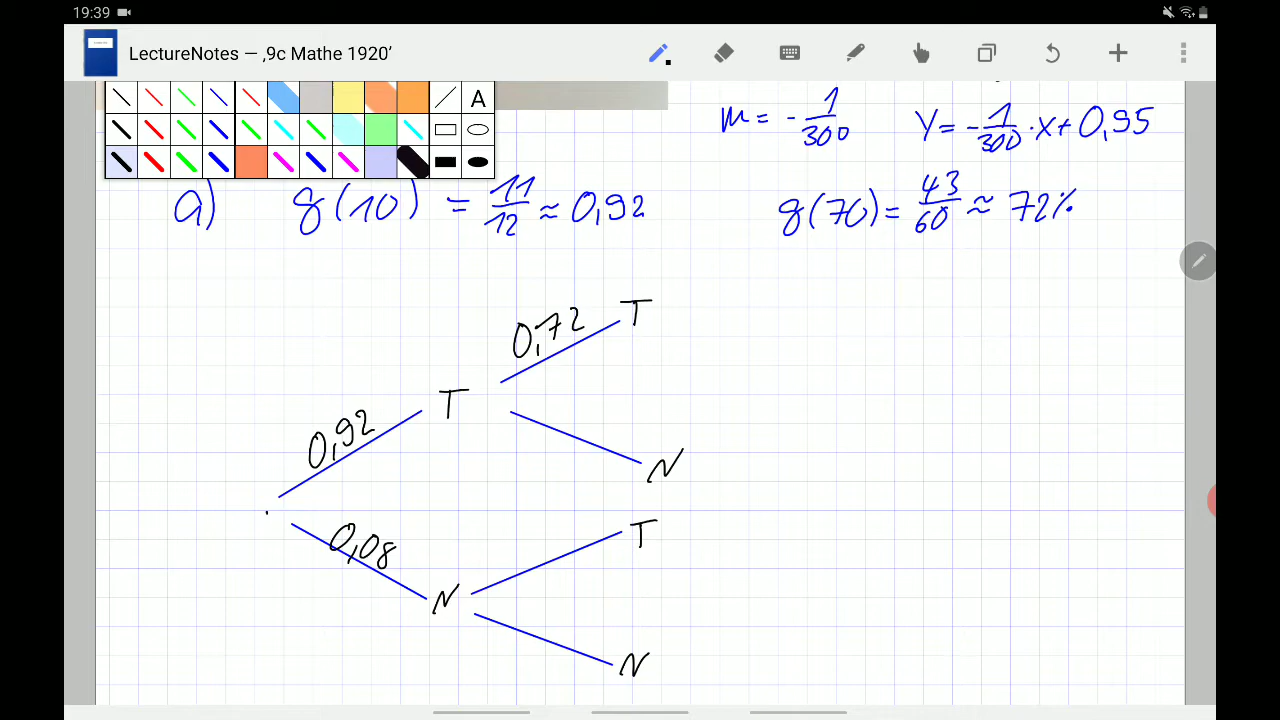 19:39
LectureNotes — ‚9c Mathe 1920’
A
m = - 1/300 y = - 1/300 · x + 0,95
a) g(10) = 11/12 ≈ 0,92 g(70) = 43/60 ≈ 72%
T
0,72
T
0,92
N
T
0,08
N
N